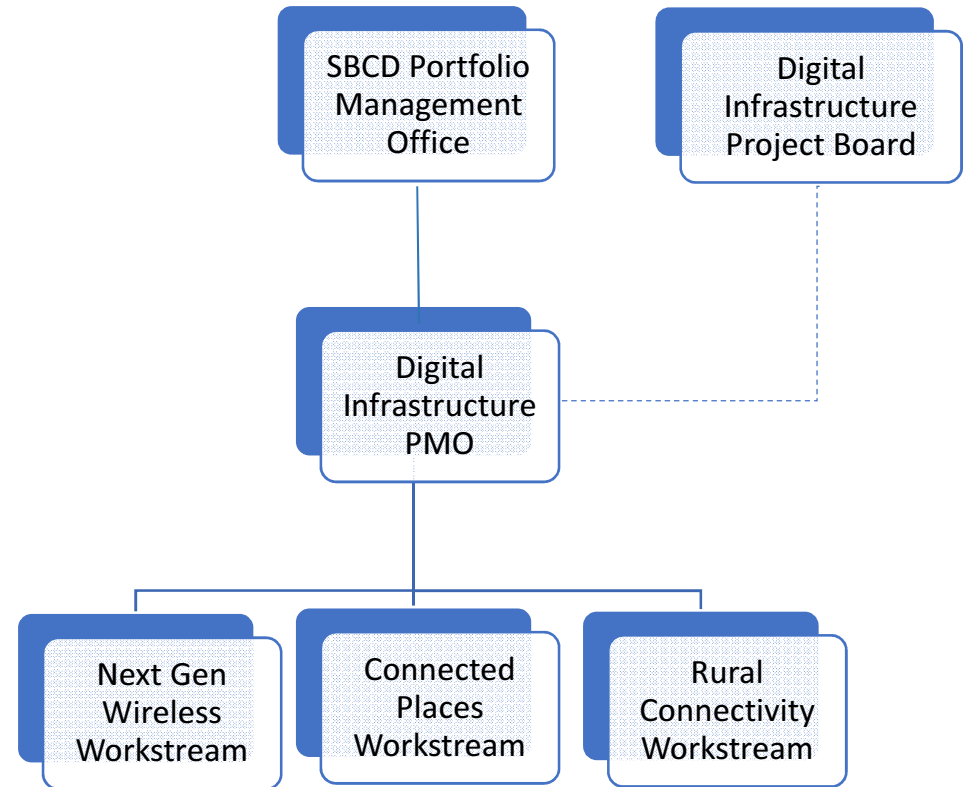 SBCD Portfolio
Management
Office
Digital
Infrastructure
Project Board
Digital
Infrastructure
PMO
Next Gen
Wireless
Workstream
Connected
Places
Workstream
Rural
Connectivity
Workstream